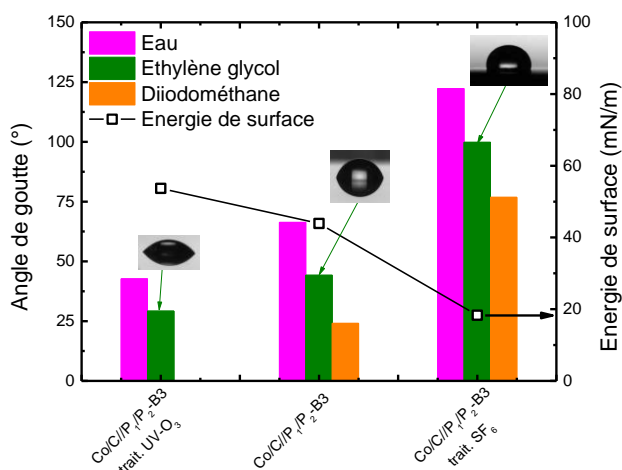 150
125
100
75
50
25
0
Angle de goutte (°)
Eau
Ethylène glycol
Diiodométhane
Energie de surface
100
80
60
40
20
0
Energie de surface (mN/m)
Co/C//P₁/P₂-B3
trait. UV-O₃
Co/C//P₁/P₂-B3
Co/C//P₁/P₂-B3
trait. SF₆